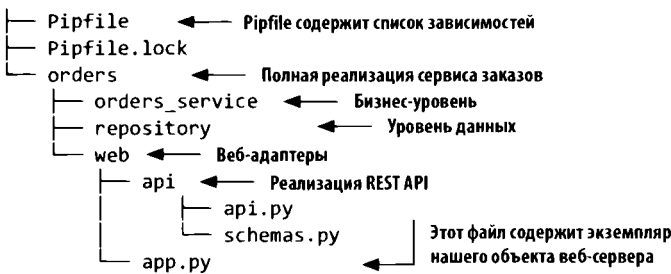 Pipfile Pipfile содержит список зависимостей
Pipfile.lock
orders Полная реализация сервиса заказов
orders_service Бизнес-уровень
repository Уровень данных
web Веб-адаптеры
api Реализация REST API
api.py
schemas.py Этот файл содержит экземпляр
app.py нашего объекта веб-сервера